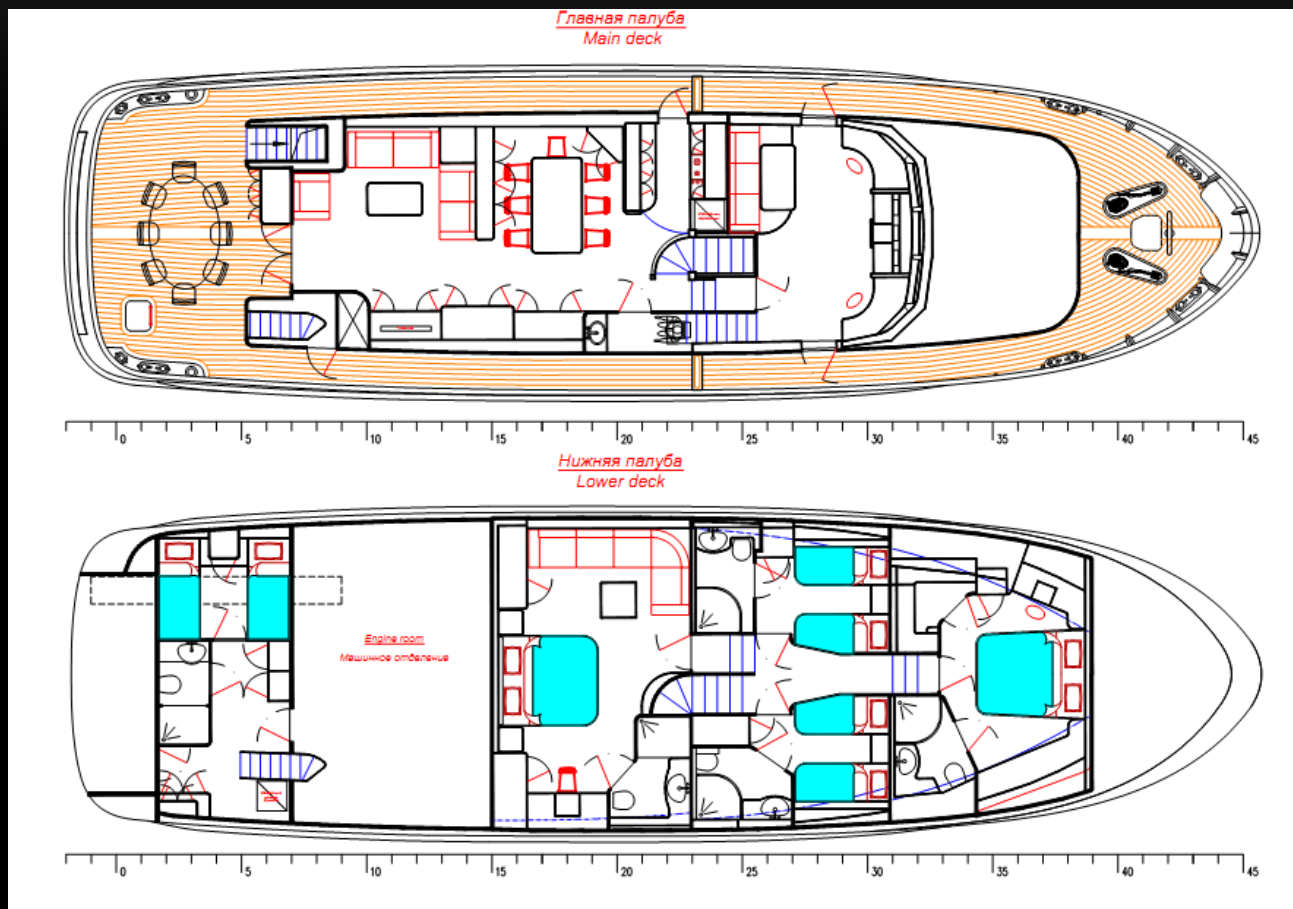 Главная палуба
Main deck
0 5 10 15 20 25 30 35 40 45
Нижняя палуба
Lower deck
Engine room
Машинное отделение
0 5 10 15 20 25 30 35 40 45